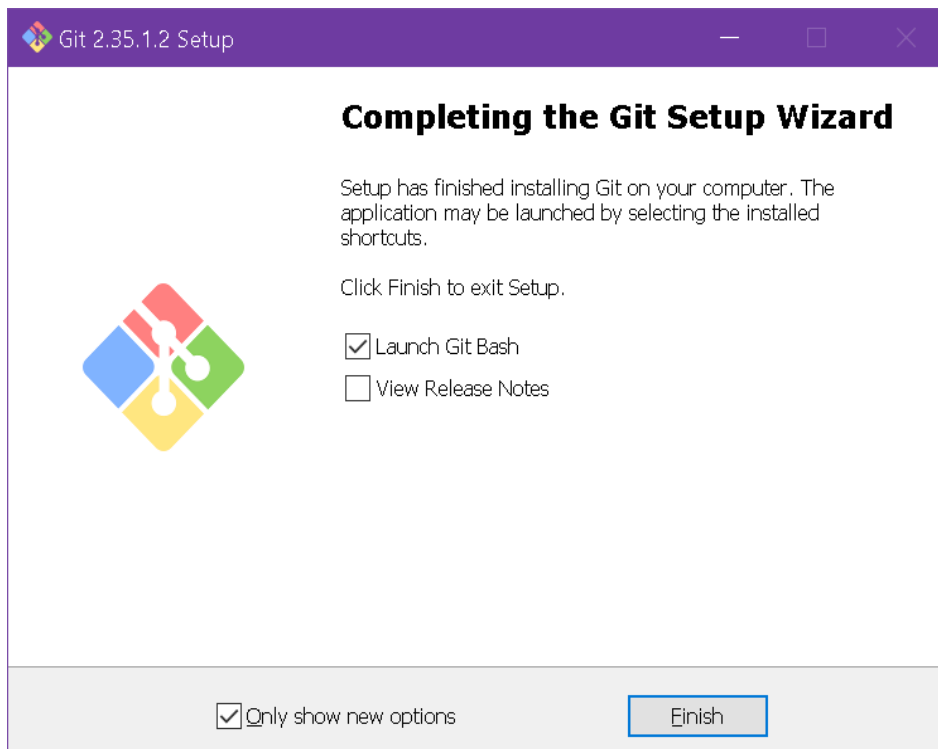 Git 2.35.1.2 Setup
Completing the Git Setup Wizard
Setup has finished installing Git on your computer. The
application may be launched by selecting the installed
shortcuts.
Click Finish to exit Setup.
Launch Git Bash
View Release Notes
Only show new options
Finish